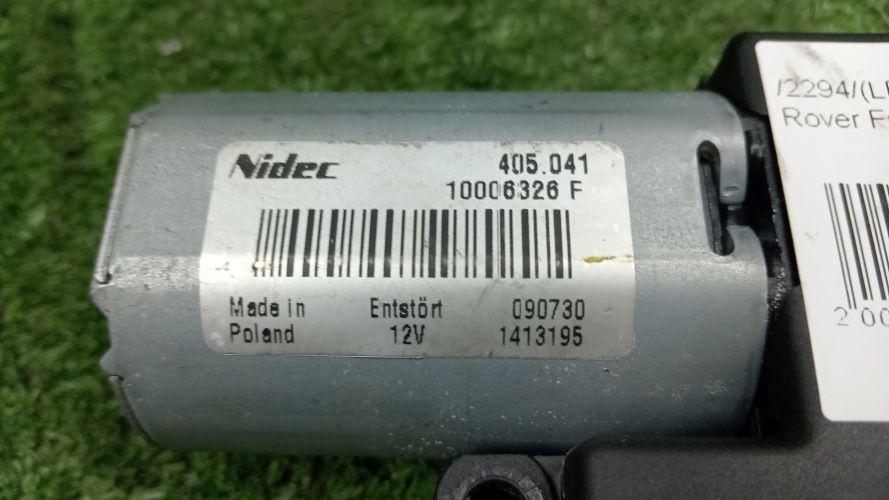 Nidec 405.041
10006326 F
Made in Entstört 090730
Poland 12V 1413195
/2294/(L
Rover F
2 00